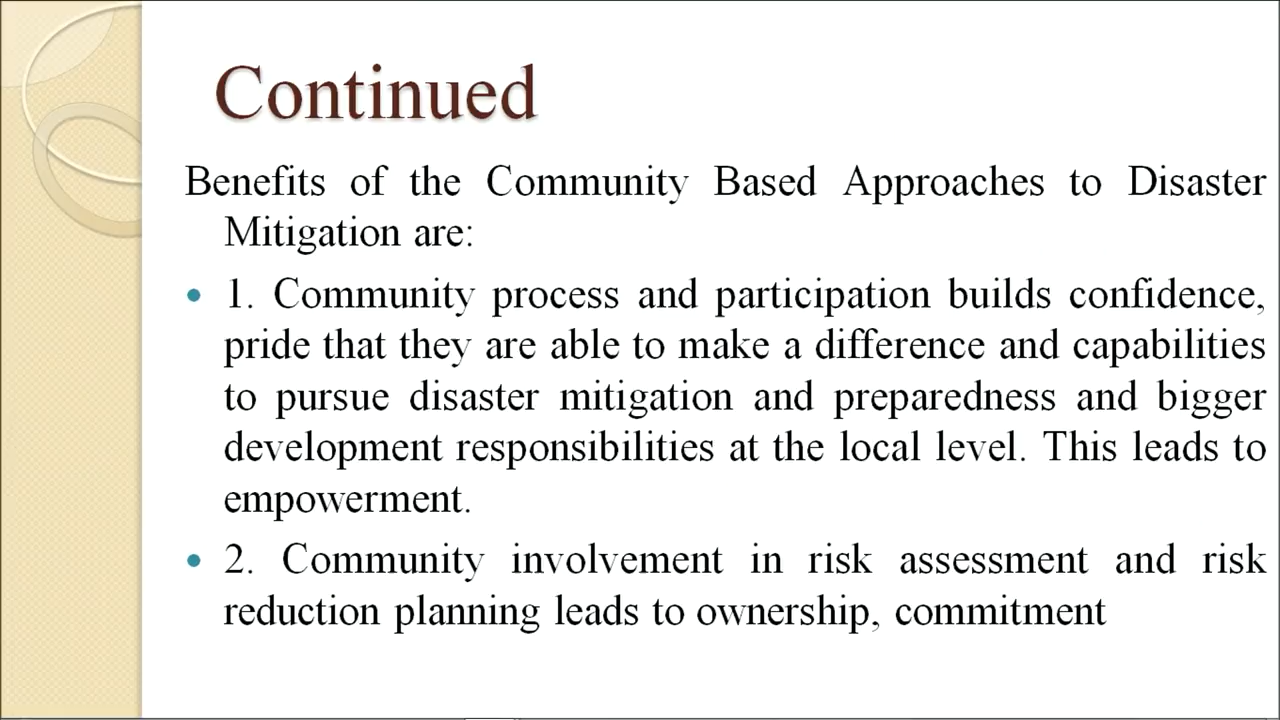 Continued
Benefits of the Community Based Approaches to Disaster
Mitigation are:
• 1. Community process and participation builds confidence,
pride that they are able to make a difference and capabilities
to pursue disaster mitigation and preparedness and bigger
development responsibilities at the local level. This leads to
empowerment.
• 2. Community involvement in risk assessment and risk
reduction planning leads to ownership, commitment